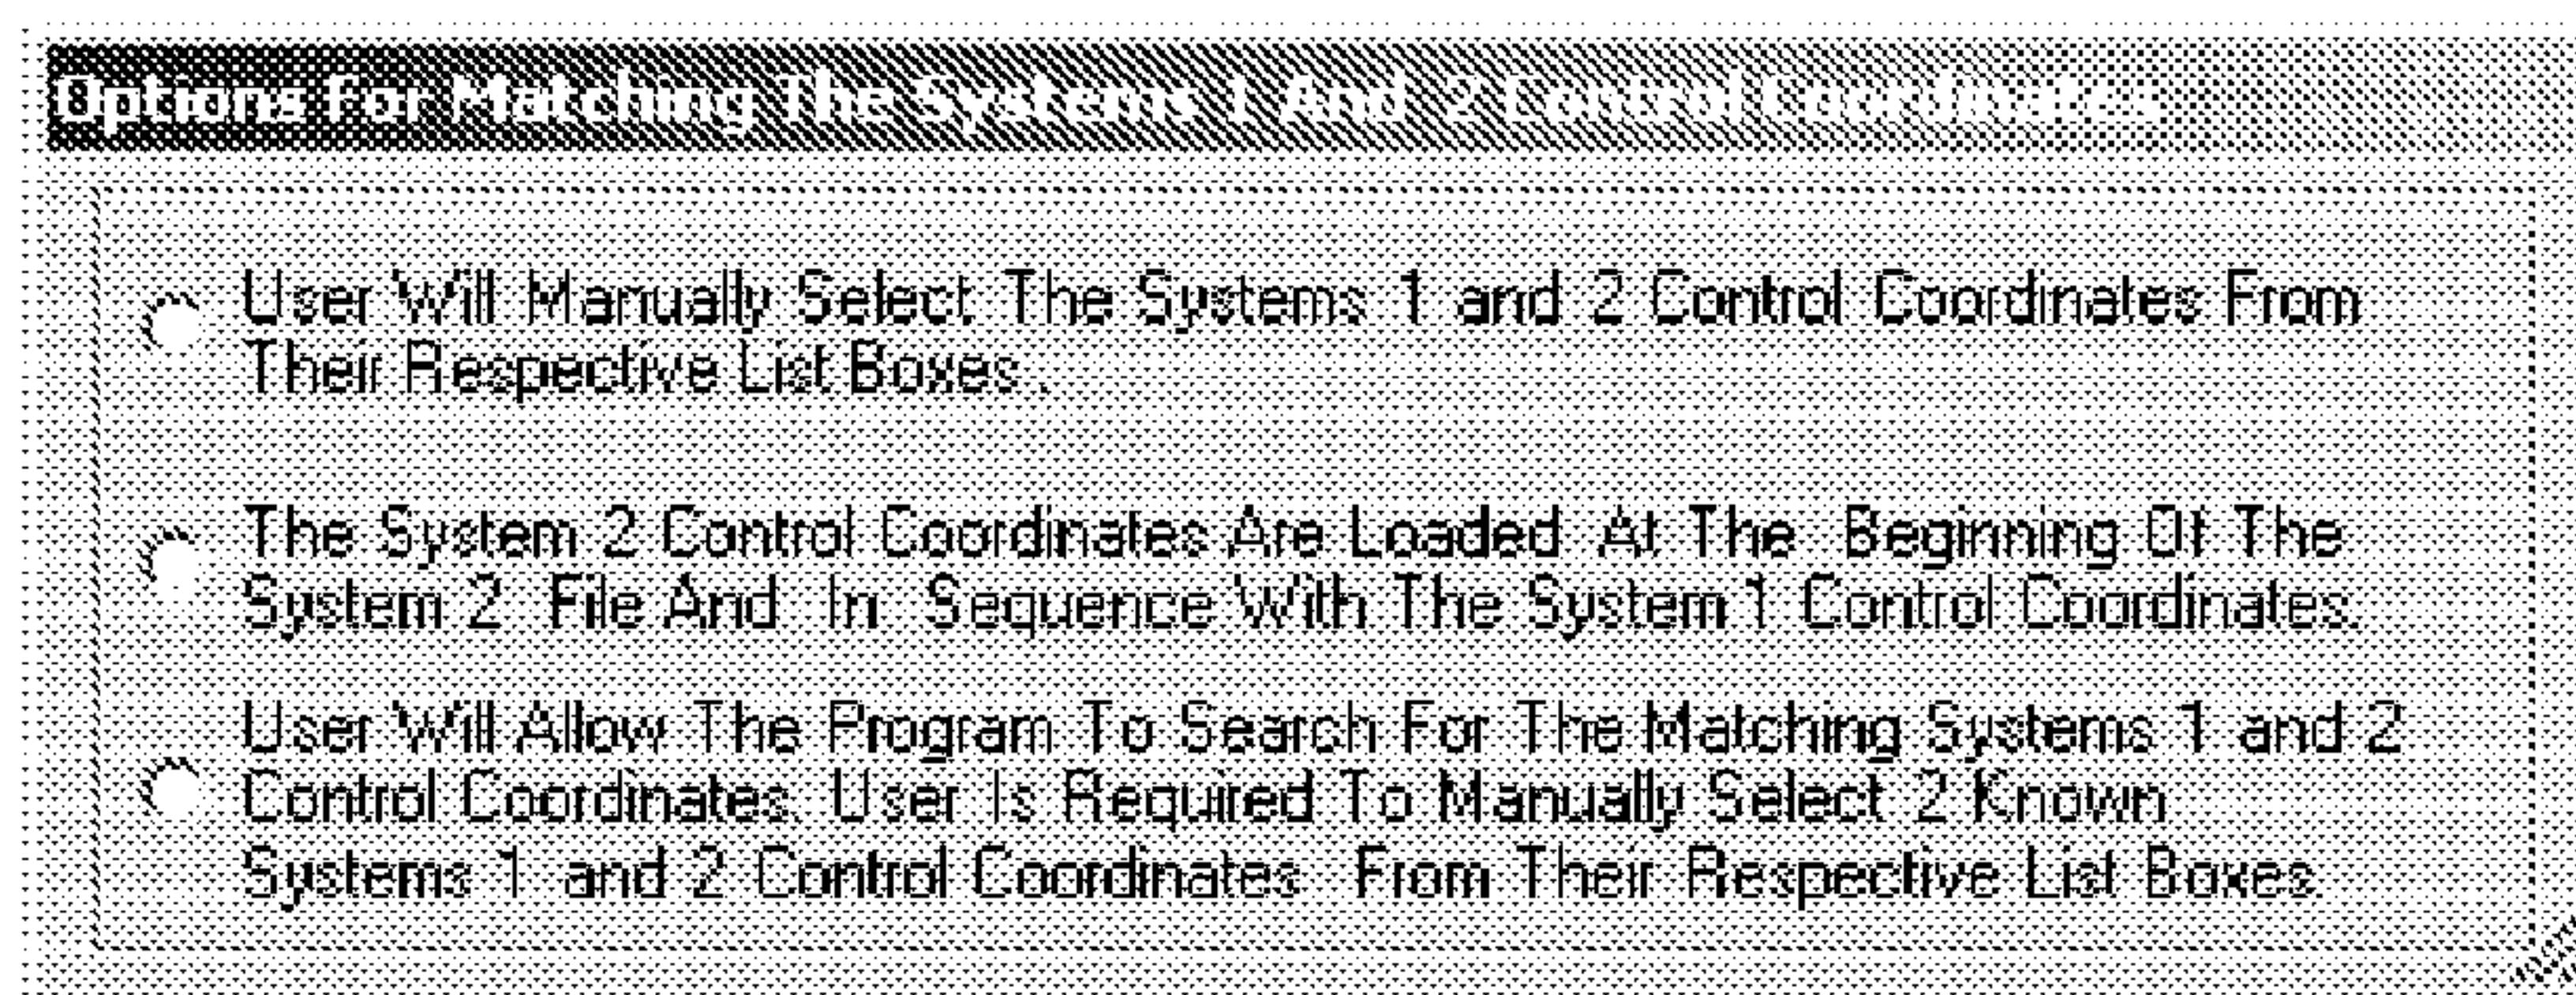 Options For Matching The Systems 1 And 2 Control Coordinates
User Will Manually Select The Systems 1 and 2 Control Coordinates From
Their Respective List Boxes .
The System 2 Control Coordinates Are Loaded At The Beginning Of The
System 2 File And In Sequence With The System 1 Control Coordinates.
User Will Allow The Program To Search For The Matching Systems 1 and 2
Control Coordinates. User Is Required To Manually Select 2 Known
Systems 1 and 2 Control Coordinates From Their Respective List Boxes.